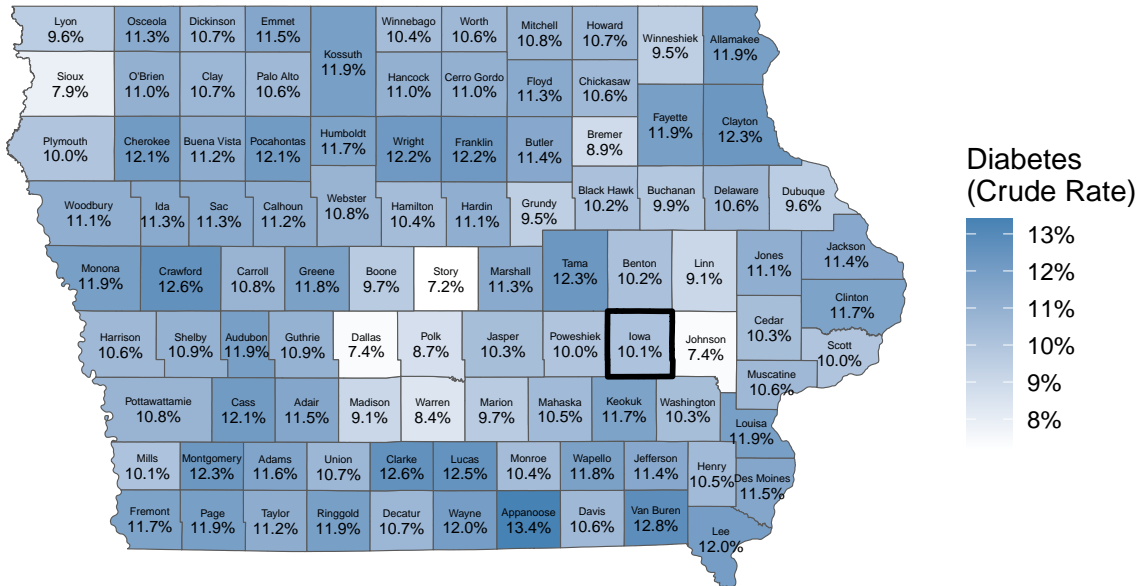 Lyon
9.6%
Osceola
11.3%
Dickinson
10.7%
Emmet
11.5%
Kossuth
11.9%
Winnebago
10.4%
Worth
10.6%
Mitchell
10.8%
Howard
10.7%
Winneshiek
9.5%
Allamakee
11.9%
Sioux
7.9%
O'Brien
11.0%
Clay
10.7%
Palo Alto
10.6%
Hancock
11.0%
Cerro Gordo
11.0%
Floyd
11.3%
Chickasaw
10.6%
Fayette
11.9%
Clayton
12.3%
Plymouth
10.0%
Cherokee
12.1%
Buena Vista
11.2%
Pocahontas
12.1%
Humboldt
11.7%
Wright
12.2%
Franklin
12.2%
Butler
11.4%
Bremer
8.9%
Woodbury
11.1%
Ida
11.3%
Sac
11.3%
Calhoun
11.2%
Webster
10.8%
Hamilton
10.4%
Hardin
11.1%
Grundy
9.5%
Black Hawk
10.2%
Buchanan
9.9%
Delaware
10.6%
Dubuque
9.6%
Monona
11.9%
Crawford
12.6%
Carroll
10.8%
Greene
11.8%
Boone
9.7%
Story
7.2%
Marshall
11.3%
Tama
12.3%
Benton
10.2%
Linn
9.1%
Jones
11.1%
Jackson
11.4%
Clinton
11.7%
Harrison
10.6%
Shelby
10.9%
Audubon
11.9%
Guthrie
10.9%
Dallas
7.4%
Polk
8.7%
Jasper
10.3%
Poweshiek
10.0%
Iowa
10.1%
Johnson
7.4%
Cedar
10.3%
Scott
10.0%
Muscatine
10.6%
Pottawattamie
10.8%
Cass
12.1%
Adair
11.5%
Madison
9.1%
Warren
8.4%
Marion
9.7%
Mahaska
10.5%
Keokuk
11.7%
Washington
10.3%
Louisa
11.9%
Mills
10.1%
Montgomery
12.3%
Adams
11.6%
Union
10.7%
Clarke
12.6%
Lucas
12.5%
Monroe
10.4%
Wapello
11.8%
Jefferson
11.4%
Henry
10.5%
Des Moines
11.5%
Fremont
11.7%
Page
11.9%
Taylor
11.2%
Ringgold
11.9%
Decatur
10.7%
Wayne
12.0%
Appanoose
13.4%
Davis
10.6%
Van Buren
12.8%
Lee
12.0%
Diabetes
(Crude Rate)
13%
12%
11%
10%
9%
8%